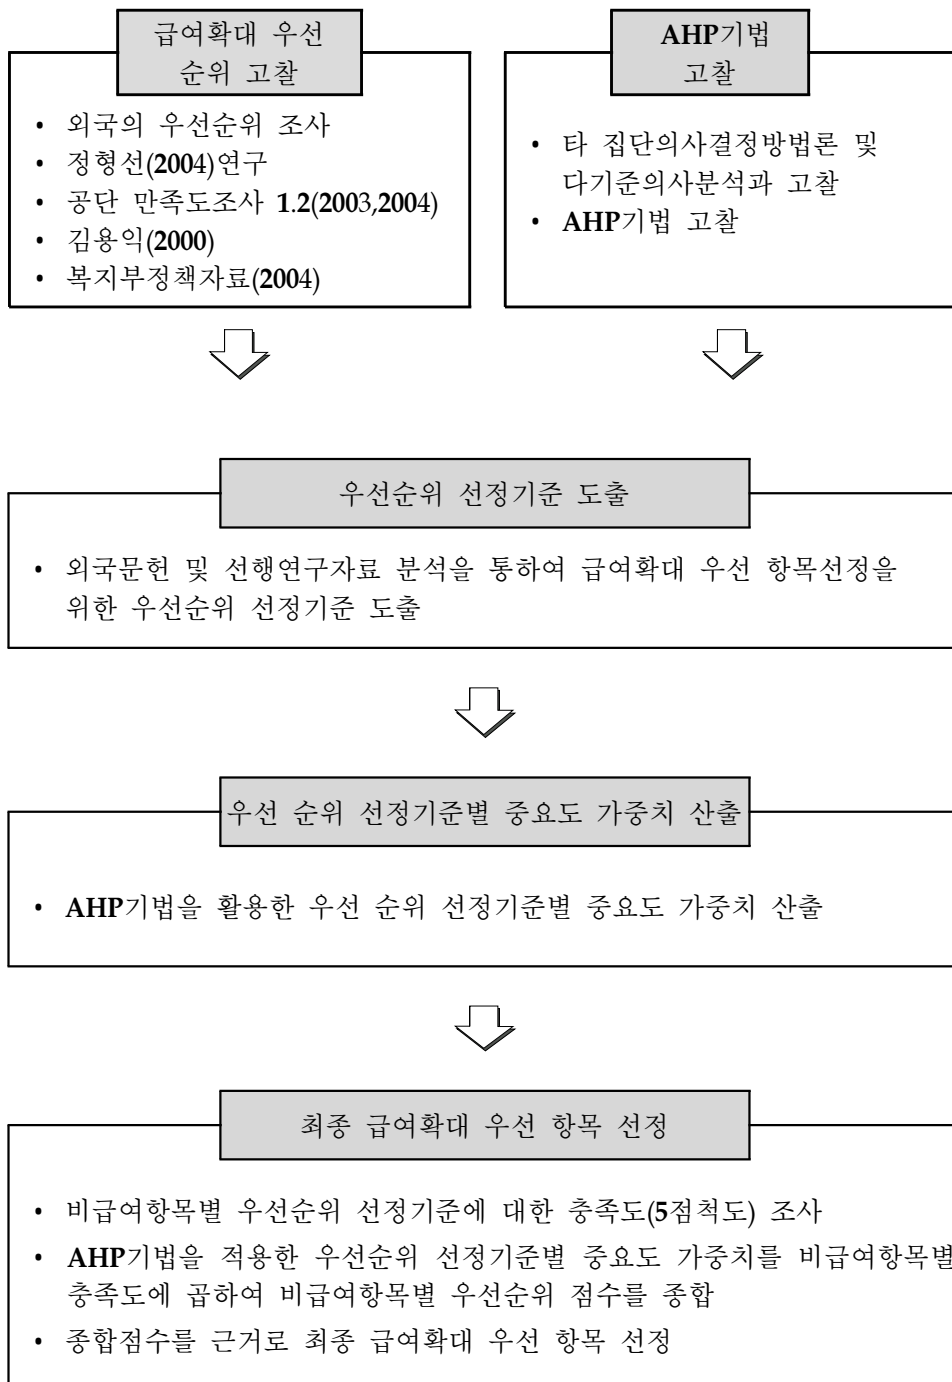 급여확대 우선
순위 고찰
• 외국의 우선순위 조사
• 정형선(2004)연구
• 공단 만족도조사 1.2(2003,2004)
• 김용익(2000)
• 복지부정책자료(2004)
AHP기법
고찰
• 타 집단의사결정방법론 및
다기준의사분석과 고찰
• AHP기법 고찰
우선순위 선정기준 도출
• 외국문헌 및 선행연구자료 분석을 통하여 급여확대 우선 항목선정을
위한 우선순위 선정기준 도출
우선 순위 선정기준별 중요도 가중치 산출
• AHP기법을 활용한 우선 순위 선정기준별 중요도 가중치 산출
최종 급여확대 우선 항목 선정
• 비급여항목별 우선순위 선정기준에 대한 충족도(5점척도) 조사
• AHP기법을 적용한 우선순위 선정기준별 중요도 가중치를 비급여항목별
충족도에 곱하여 비급여항목별 우선순위 점수를 종합
• 종합점수를 근거로 최종 급여확대 우선 항목 선정